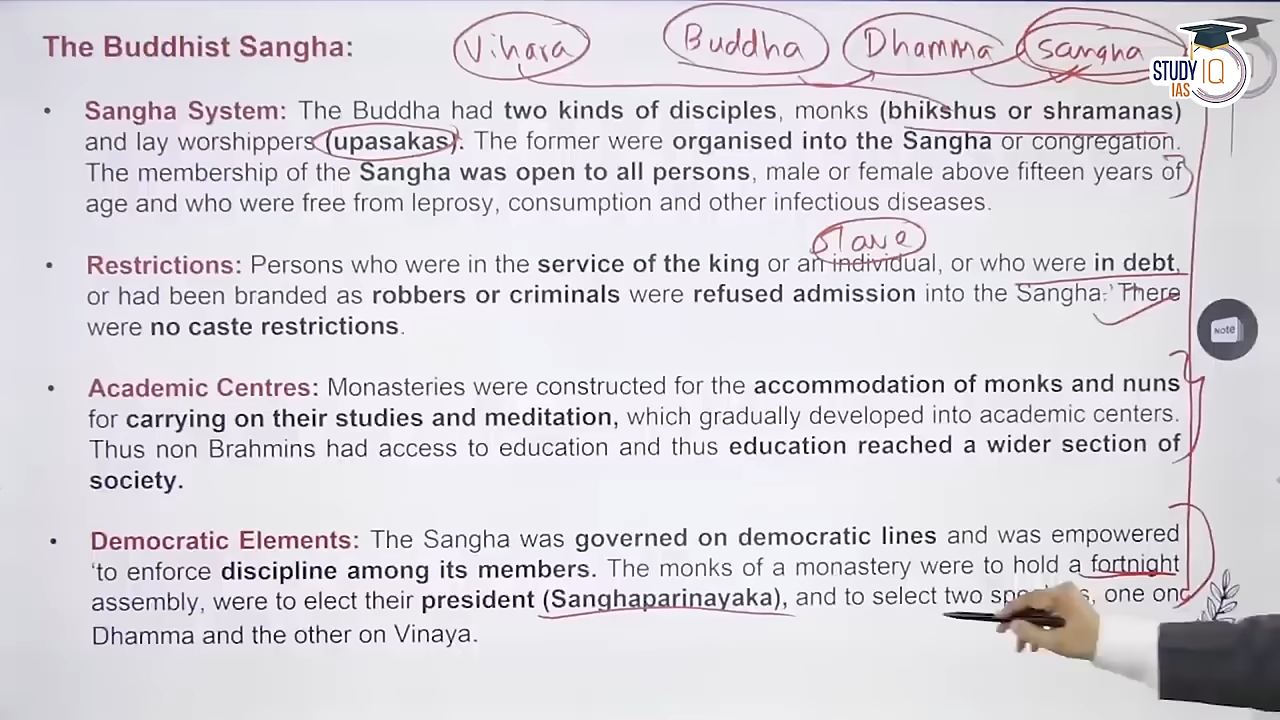 The Buddhist Sangha:
Vihara Buddha Dhamma Sangha
STUDY IQ
IAS
• Sangha System: The Buddha had two kinds of disciples, monks (bhikshus or shramanas)
and lay worshippers (upasakas). The former were organised into the Sangha or congregation.
The membership of the Sangha was open to all persons, male or female above fifteen years of
age and who were free from leprosy, consumption and other infectious diseases.
Slave
• Restrictions: Persons who were in the service of the king or an individual, or who were in debt,
or had been branded as robbers or criminals were refused admission into the Sangha.' There
were no caste restrictions.
Note
• Academic Centres: Monasteries were constructed for the accommodation of monks and nuns
for carrying on their studies and meditation, which gradually developed into academic centers.
Thus non Brahmins had access to education and thus education reached a wider section of
society.
• Democratic Elements: The Sangha was governed on democratic lines and was empowered
‘to enforce discipline among its members. The monks of a monastery were to hold a fortnight
assembly, were to elect their president (Sanghaparinayaka), and to select two one on
Dhamma and the other on Vinaya.